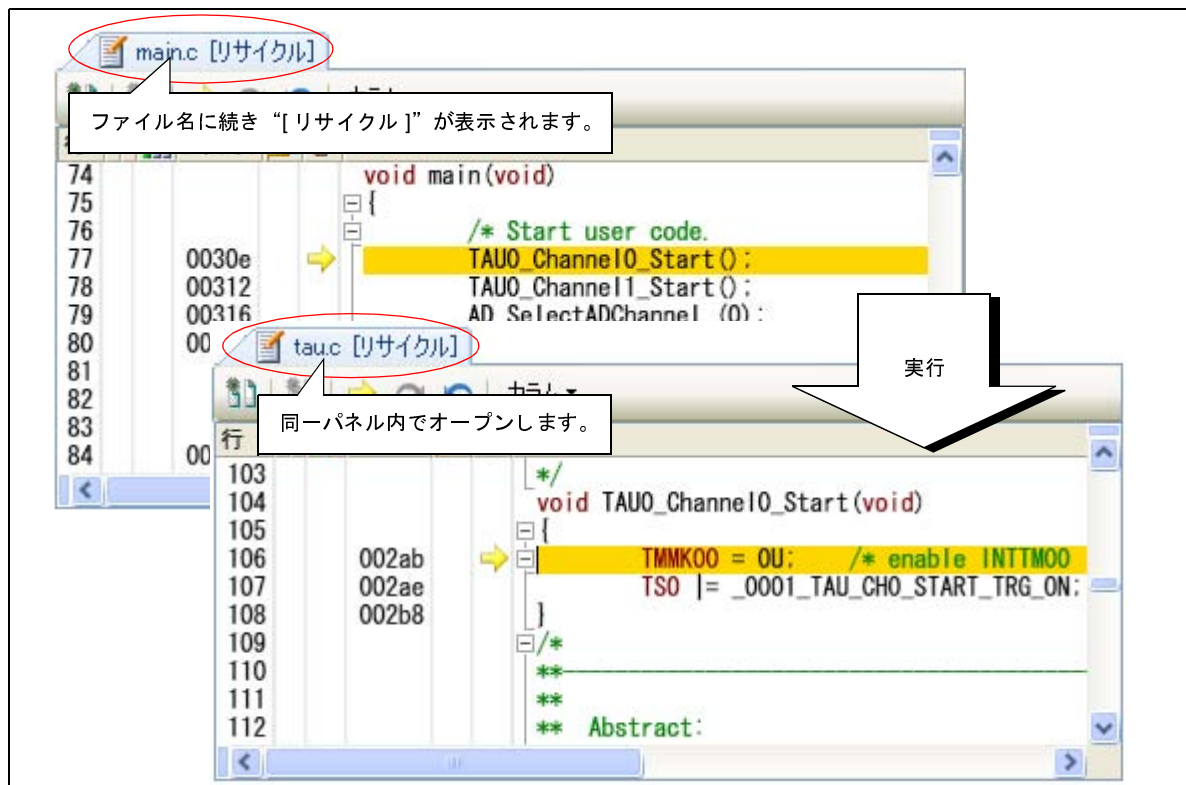 main.c [リサイクル]
ファイル名に続き“[リサイクル]”が表示されます。
74 void main(void)
75 {
76 /* Start user code.
77 0030e TAU0_Channel0_Start();
78 00312 TAU0_Channel1_Start();
79 00316 AD_SelectADChannel (0);
80 00
81
82
83
84 00
実行
tau.c [リサイクル]
カラム
同一パネル内でオープンします。
行
103 */
104 void TAU0_Channel0_Start(void)
105 {
106 002ab TMMK00 = 0U; /* enable INTTM00
107 002ae TS0 |= _0001_TAU_CH0_START_TRG_ON;
108 002b8 }
109 /*
110 **
111 **
112 ** Abstract: